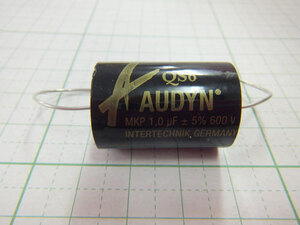 QS6
AUDYN®
MKP 1,0 µF ± 5% 600 V
INTERTECHNIK, GERMANY